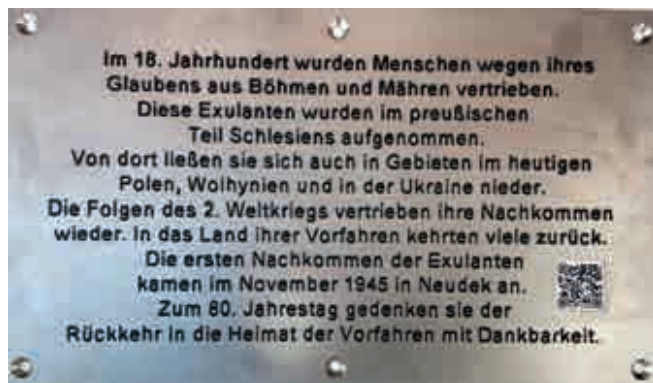 Im 18. Jahrhundert wurden Menschen wegen ihres
Glaubens aus Böhmen und Mähren vertrieben.
Diese Exulanten wurden im preußischen
Teil Schlesiens aufgenommen.
Von dort ließen sie sich auch in Gebieten im heutigen
Polen, Wolhynien und in der Ukraine nieder.
Die Folgen des 2. Weltkriegs vertrieben ihre Nachkommen
wieder. In das Land ihrer Vorfahren kehrten viele zurück.
Die ersten Nachkommen der Exulanten
kamen im November 1945 in Neudek an.
Zum 80. Jahrestag gedenken sie der
Rückkehr in die Heimat der Vorfahren mit Dankbarkeit.